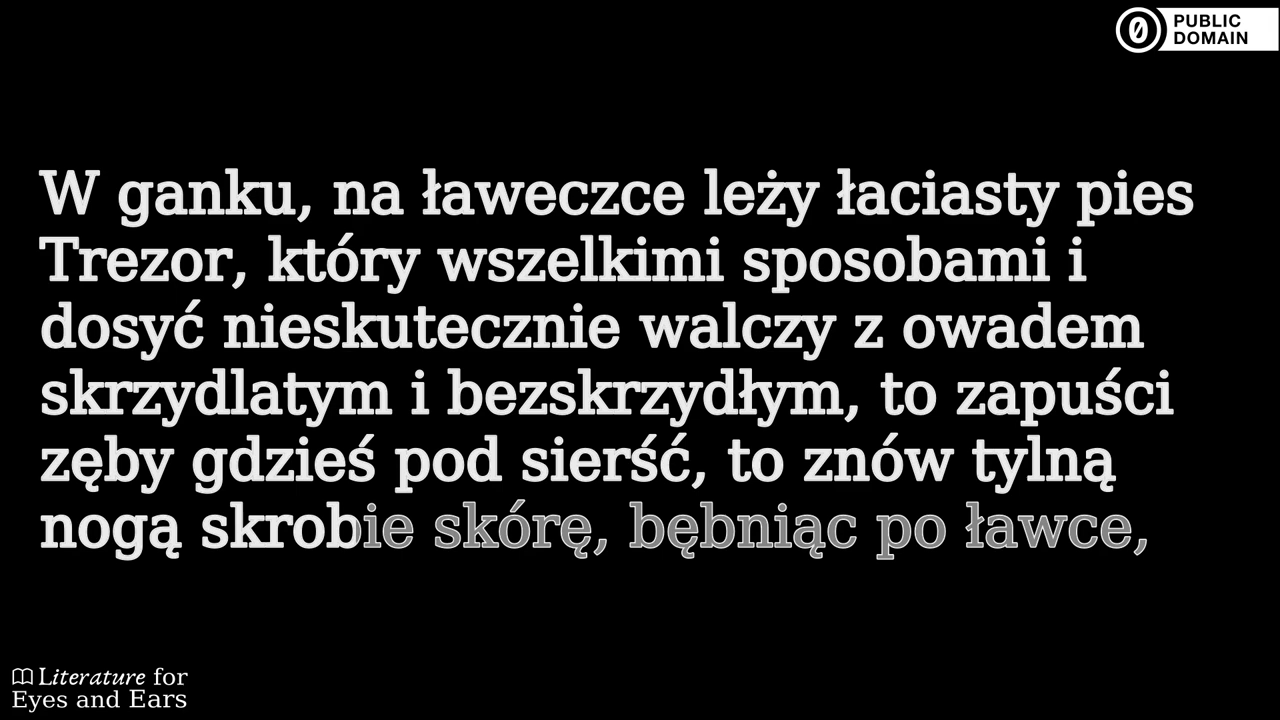 PUBLIC
DOMAIN
W ganku, na ławeczce leży łaciasty pies
Trezor, który wszelkimi sposobami i
dosyć nieskutecznie walczy z owadem
skrzydlatym i bezskrzydłym, to zapuści
zęby gdzieś pod sierść, to znów tylną
nogą skrobie skórę, bębniąc po ławce,
Literature for
Eyes and Ears